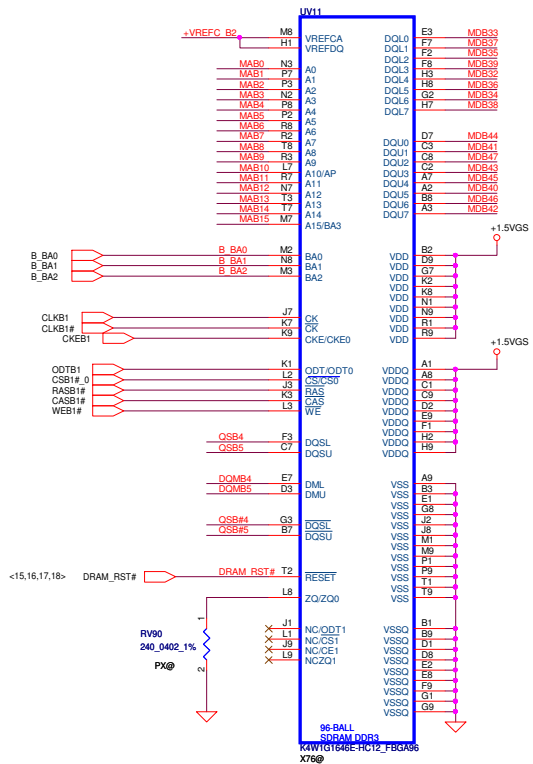 UV11
+VREFC_B2 M8 VREFCA
H1 VREFDQ
MAB0 N3 A0
MAB1 P7 A1
MAB2 P3 A2
MAB3 N2 A3
MAB4 P8 A4
MAB5 P2 A5
MAB6 R8 A6
MAB7 R2 A7
MAB8 T8 A8
MAB9 R3 A9
MAB10 L7 A10/AP
MAB11 R7 A11
MAB12 N7 A12
MAB13 T3 A13
MAB14 T7 A14
MAB15 M7 A15/BA3
B_BA0 B_BA0 M2 BA0
B_BA1 B_BA1 N8 BA1
B_BA2 B_BA2 M3 BA2
CLKB1 J7 CK
CLKB1# K7 CK
CKEB1 K9 CKE/CKE0
ODTB1 K1 ODT/ODT0
CSB1#_0 L2 CS/CS0
RASB1# J3 RAS
CASB1# K3 CAS
WEB1# L3 WE
QSB4 F3 DQSL
QSB5 C7 DQSU
DQMB4 E7 DML
DQMB5 D3 DMU
QSB#4 G3 DQSL
QSB#5 B7 DQSU
<15,16,17,18> DRAM_RST# DRAM_RST# T2 RESET
L8 ZQ/ZQ0
1
RV90
240_0402_1%
PX@
2
J1 NC/ODT1
L1 NC/CS1
J9 NC/CE1
L9 NCZQ1
DQL0 E3 MDB33
DQL1 F7 MDB37
DQL2 F2 MDB35
DQL3 F8 MDB39
DQL4 H3 MDB32
DQL5 H8 MDB36
DQL6 G2 MDB34
DQL7 H7 MDB38
DQU0 D7 MDB44
DQU1 C3 MDB41
DQU2 C8 MDB47
DQU3 C2 MDB43
DQU4 A7 MDB45
DQU5 A2 MDB40
DQU6 B8 MDB46
DQU7 A3 MDB42
+1.5VGS
VDD B2
VDD D9
VDD G7
VDD K2
VDD K8
VDD N1
VDD N9
VDD R1
VDD R9
+1.5VGS
VDDQ A1
VDDQ A8
VDDQ C1
VDDQ C9
VDDQ D2
VDDQ E9
VDDQ F1
VDDQ H2
VDDQ H9
VSS A9
VSS B3
VSS E1
VSS G8
VSS J2
VSS J8
VSS M1
VSS M9
VSS P1
VSS P9
VSS T1
VSS T9
VSSQ B1
VSSQ B9
VSSQ D1
VSSQ D8
VSSQ E2
VSSQ E8
VSSQ F9
VSSQ G1
VSSQ G9
96-BALL
SDRAM DDR3
K4W1G1646E-HC12_FBGA96
X76@